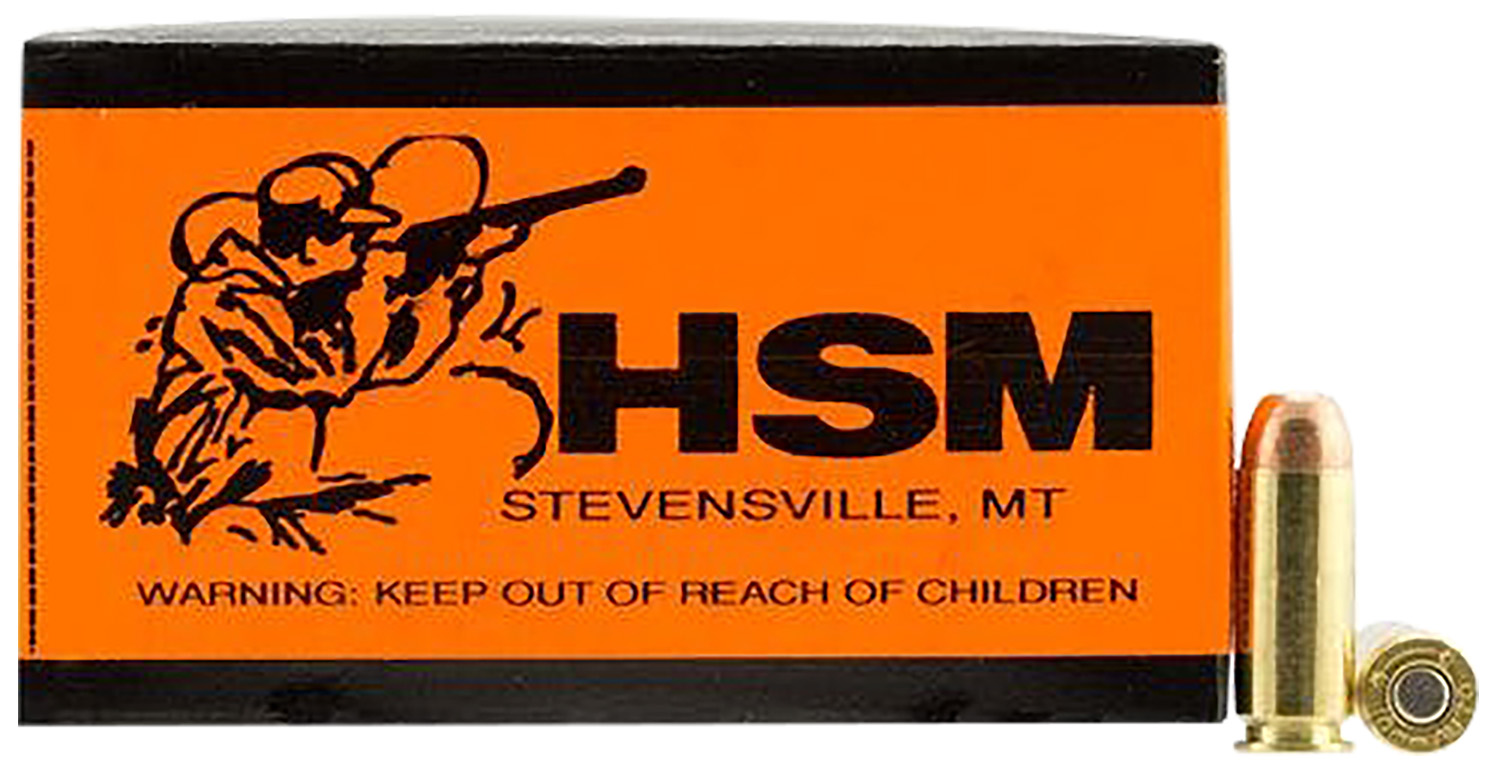 HSM
STEVENSVILLE, MT
WARNING: KEEP OUT OF REACH OF CHILDREN